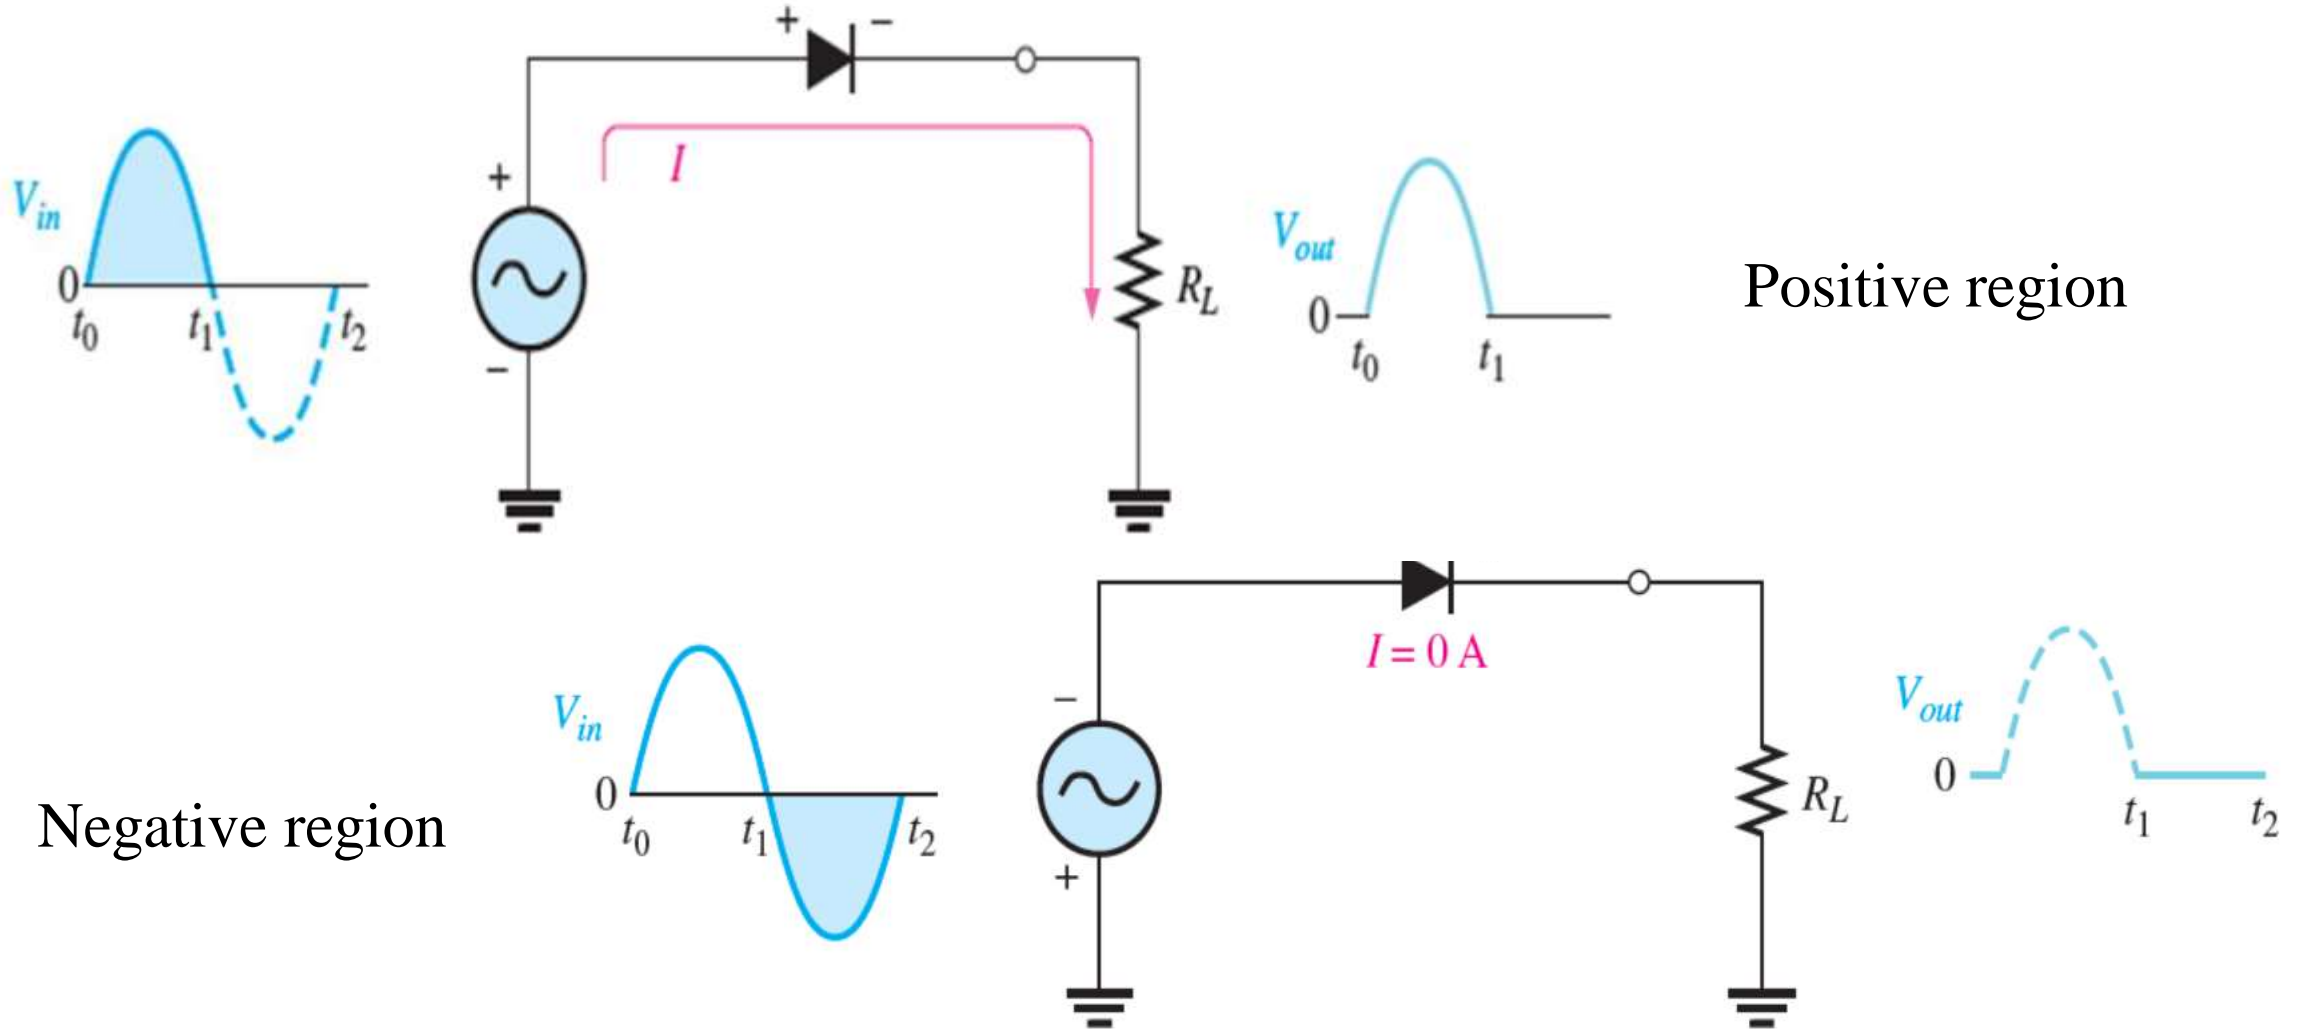 + −
V_in
0
t_0 t_1 t_2
+
−
I
R_L
V_out
0
t_0 t_1
Positive region
Negative region
V_in
0
t_0 t_1 t_2
−
+
I = 0 A
R_L
V_out
0
t_1 t_2